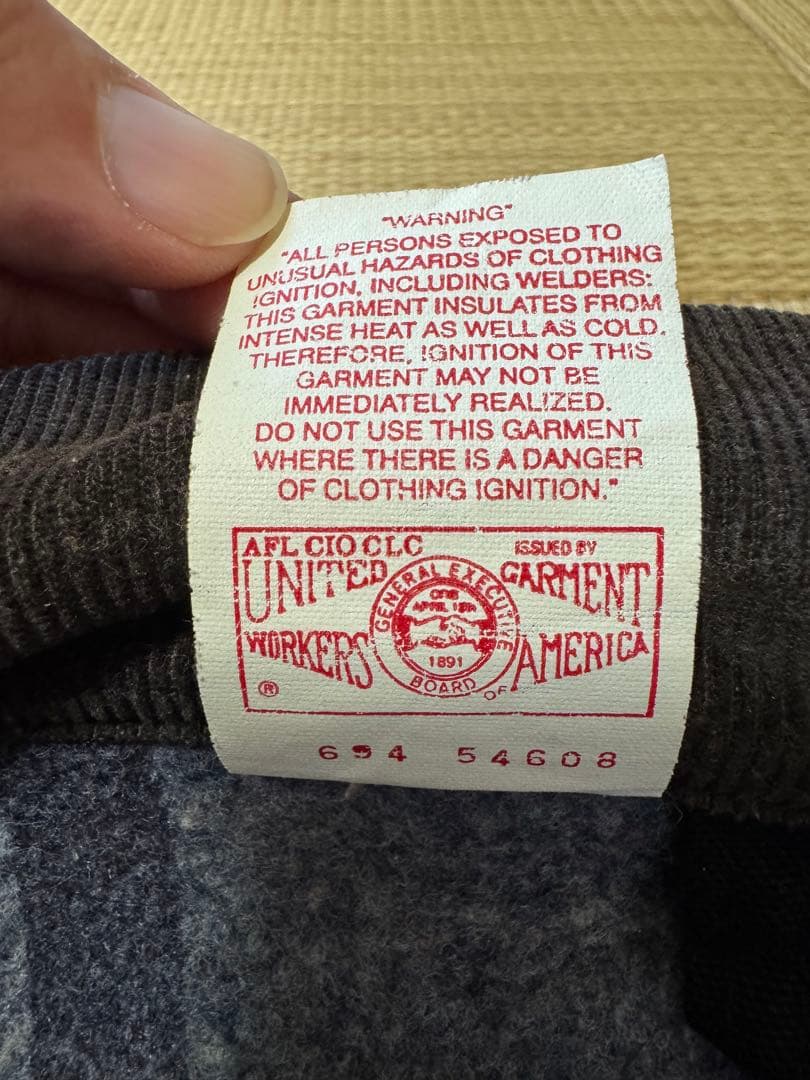 "WARNING"
"ALL PERSONS EXPOSED TO
UNUSUAL HAZARDS OF CLOTHING
IGNITION, INCLUDING WELDERS:
THIS GARMENT INSULATES FROM
INTENSE HEAT AS WELL AS COLD.
THEREFORE, IGNITION OF THIS
GARMENT MAY NOT BE
IMMEDIATELY REALIZED.
DO NOT USE THIS GARMENT
WHERE THERE IS A DANGER
OF CLOTHING IGNITION."
AFL CIO CLC
ISSUED BY
UNITED
GENERAL EXECUTIVE
GARMENT
APRIL
WORKERS
1891
AMERICA
BOARD
OF
®
694 54608